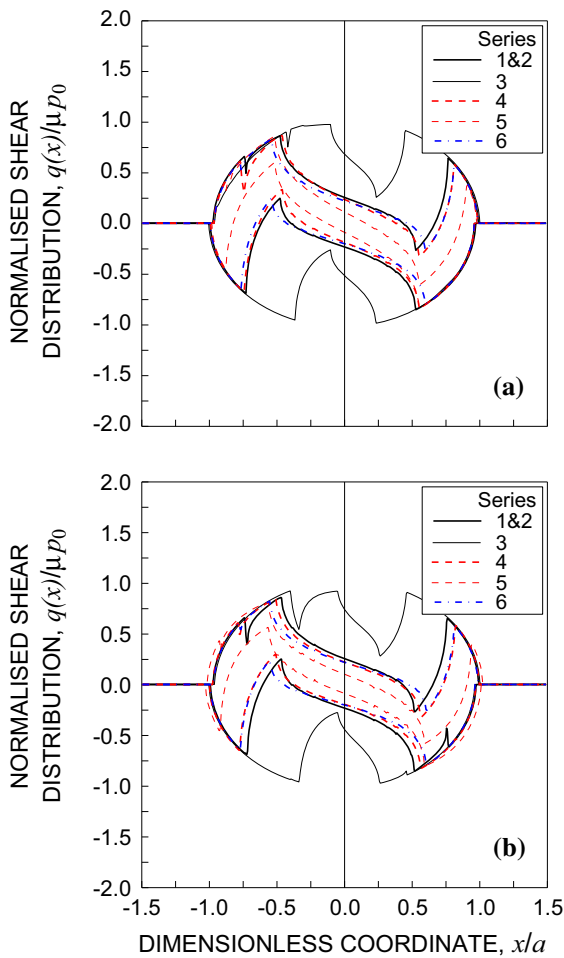 2.0
1.5
1.0
0.5
0.0
-0.5
-1.0
-1.5
-2.0
NORMALISED SHEAR
DISTRIBUTION, q(x)/μp0
Series
1&2
3
4
5
6
(a)
2.0
1.5
1.0
0.5
0.0
-0.5
-1.0
-1.5
-2.0
NORMALISED SHEAR
DISTRIBUTION, q(x)/μp0
Series
1&2
3
4
5
6
(b)
-1.5 -1.0 -0.5 0.0 0.5 1.0 1.5
DIMENSIONLESS COORDINATE, x/a